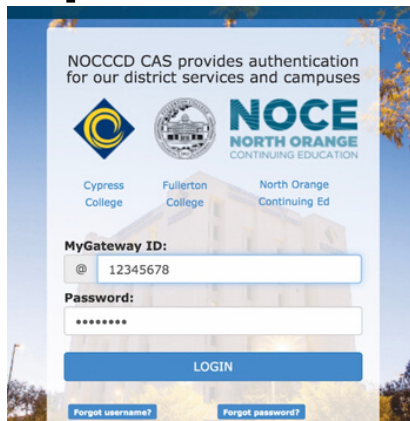 NOCCCD CAS provides authentication
for our district services and campuses
NOCE
NORTH ORANGE
CONTINUING EDUCATION
Cypress
College
Fullerton
College
North Orange
Continuing Ed
MyGateway ID:
@ 12345678
Password:
••••••••
LOGIN
Forgot username? Forgot password?